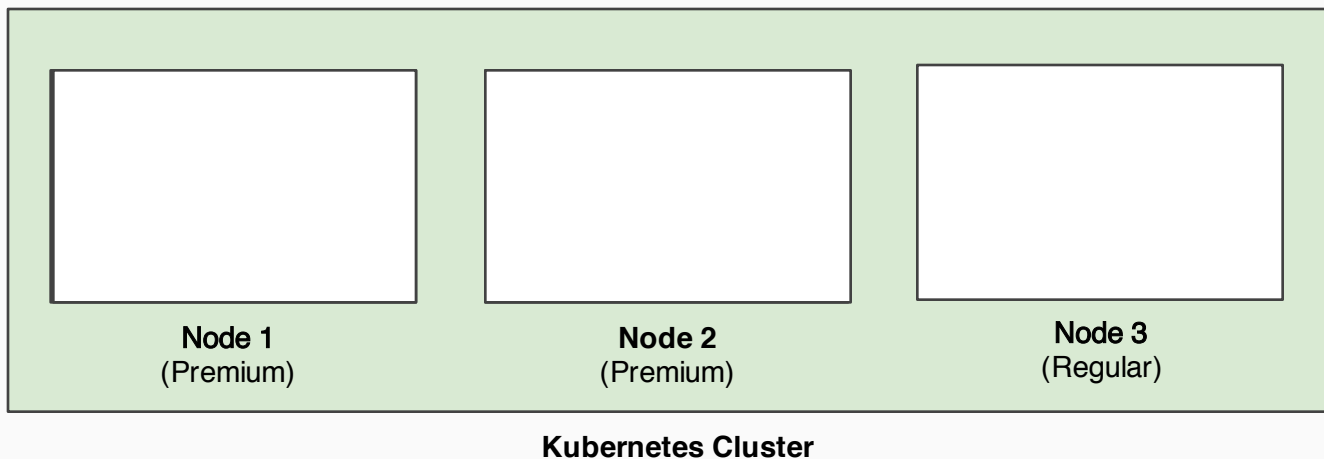 Node 1
(Premium)
Node 2
(Premium)
Node 3
(Regular)
Kubernetes Cluster